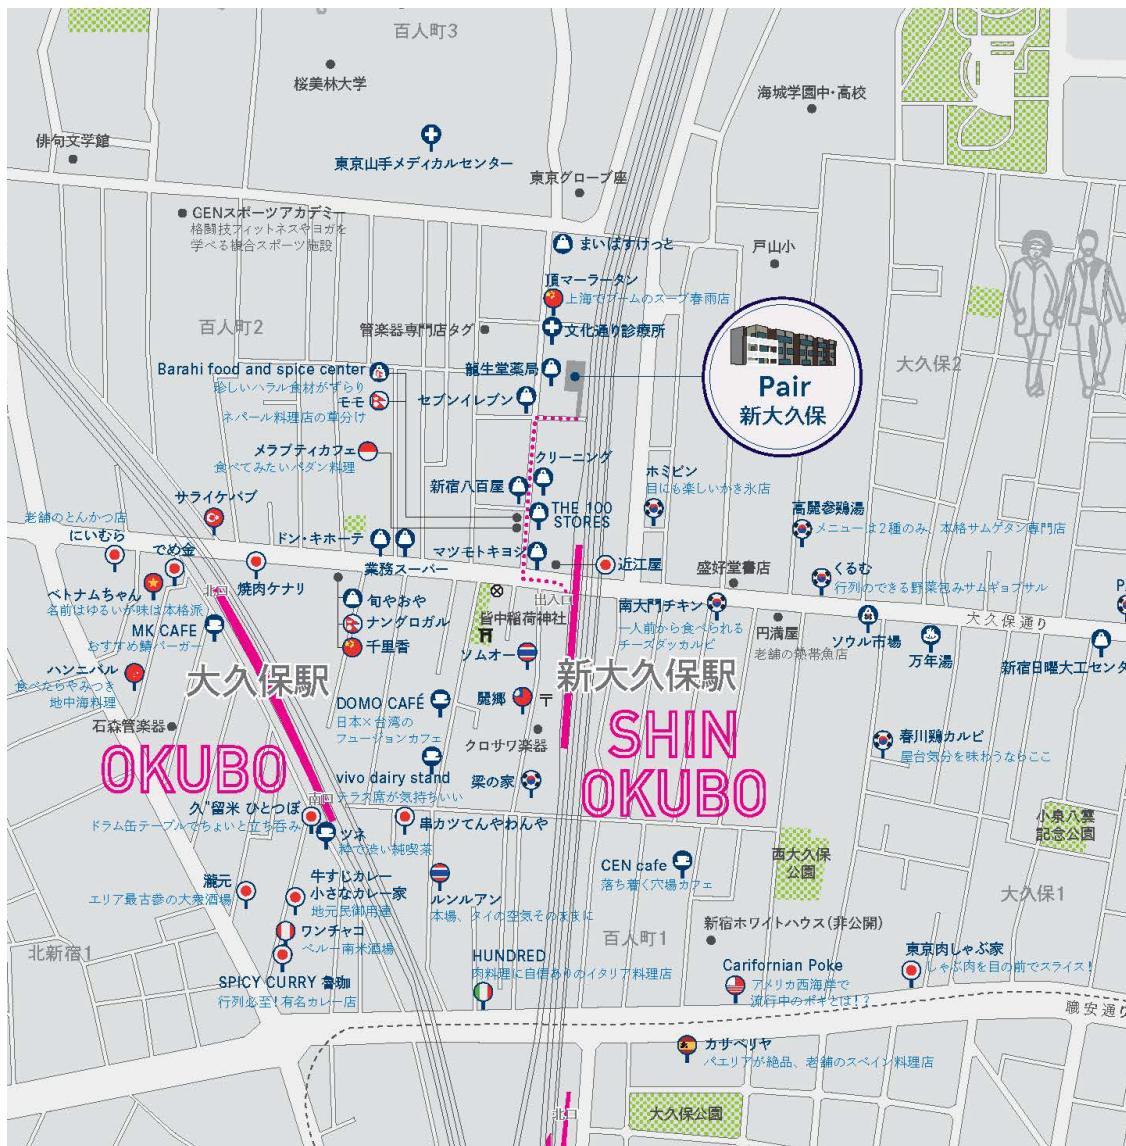 百人町3
桜美林大学
海城学園中・高校
俳句文学館
東京山手メディカルセンター
東京グローブ座
GENスポーツアカデミー
格闘技フィットネスやヨガを
学べる複合スポーツ施設
まいばすけっと
戸山小
頂マーラータン
上海でブームのスープ春雨店
百人町2
管楽器専門店タグ
文化通り診療所
大久保2
Barahi food and spice center
珍しいハラル食材がずらり
龍生堂薬局
Pair
新大久保
モモ
ネパール料理店の草分け
セブンイレブン
メラプティカフェ
食べてみたいパダン料理
クリーニング
新宿八百屋
ホミビン
目にも楽しいかき氷店
サライケバブ
THE 100
STORES
高麗参鶏湯
メニューは2種のみ、本格サムゲタン専門店
老舗のとんかつ店
にいむら
でめ金
ドン・キホーテ
業務スーパー
マツモトキヨシ
近江屋
盛好堂書店
くるむ
行列のできる野菜包みサムギョプサル
焼肉ケナリ
北口
ベトナムちゃん
名前はゆるいが味は本格派
旬やおや
出入口
皆中稲荷神社
南大門チキン
一人前から食べられる
チーズダッカルビ
円満屋
老舗の熱帯魚店
ソウル市場
万年湯
大久保通り
新宿日曜大工センタ
MK CAFE
おすすめ鯖バーガー
ナングロガル
千里香
ソムオー
ハンニバル
食べたらやみつき
地中海料理
大久保駅
新大久保駅
DOMO CAFÉ
日本×台湾の
フュージョンカフェ
麗郷
〒
石森管楽器
クロサワ楽器
春川鶏カルビ
屋台気分を味わうならここ
OKUBO
SHIN
OKUBO
vivo dairy stand
テラス席が気持ちいい
梁の家
南口
久"留米 ひとつぼ
ドラム缶テーブルでちょいと立ち呑み
ツネ
粋で渋い純喫茶
串カツてんやわんや
小泉八雲
記念公園
西大久保
公園
CEN cafe
落ち着く穴場カフェ
瀧元
エリア最古参の大衆酒場
牛すじカレー
小さなカレー家
地元民御用達
ルンルアン
本場、タイの空気そのままに
大久保1
ワンチャコ
ペルー南米酒場
百人町1
新宿ホワイトハウス(非公開)
北新宿1
SPICY CURRY 魯珈
行列必至!有名カレー店
HUNDRED
肉料理に自信ありのイタリア料理店
Carifornian Poke
アメリカ西海岸で
流行中のポキとは!?
東京肉しゃぶ家
しゃぶ肉を目の前でスライス!
職安通り
カサベリヤ
パエリアが絶品、老舗のスペイン料理店
北口
大久保公園